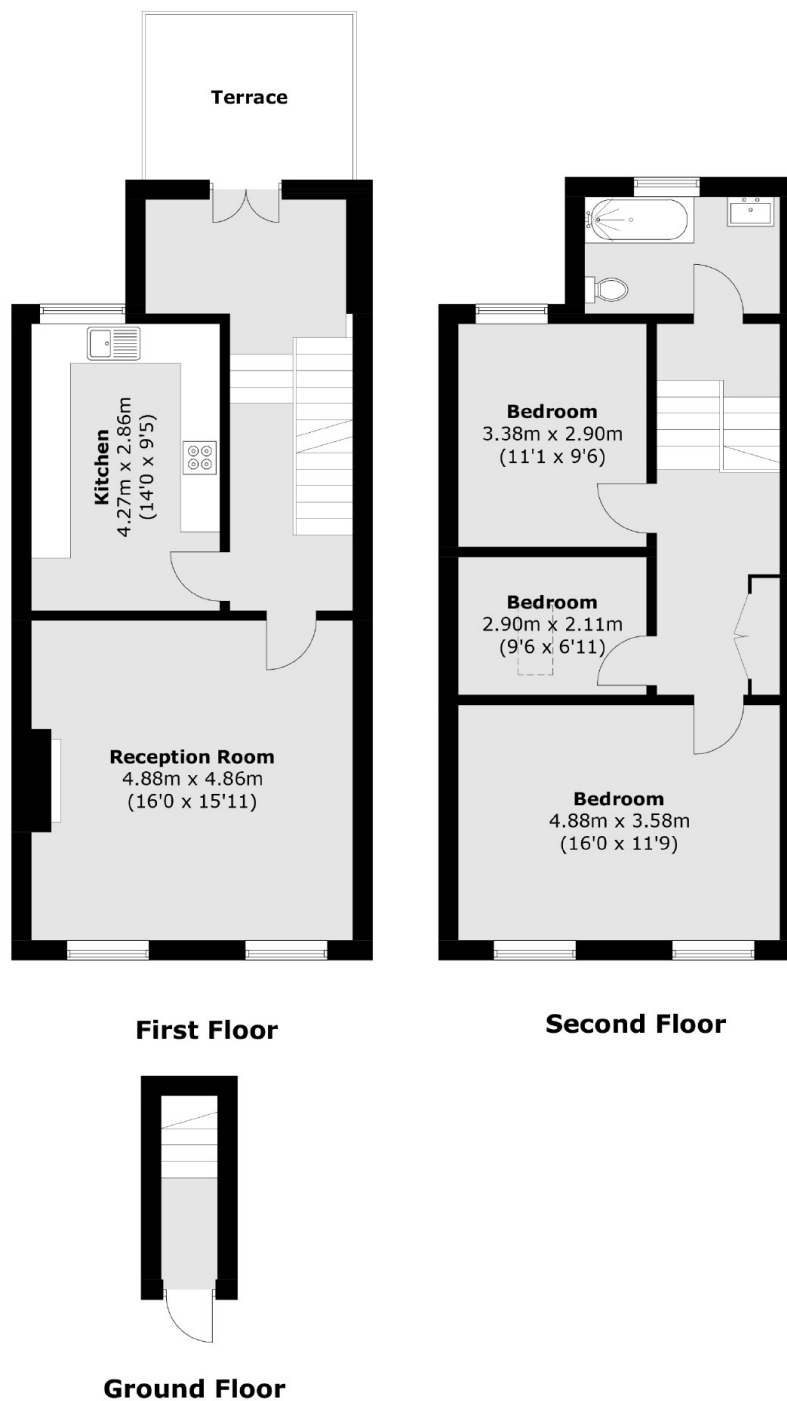 Terrace
Kitchen
4.27m x 2.86m
(14'0 x 9'5)
Reception Room
4.88m x 4.86m
(16'0 x 15'11)
First Floor
Bedroom
3.38m x 2.90m
(11'1 x 9'6)
Bedroom
2.90m x 2.11m
(9'6 x 6'11)
Bedroom
4.88m x 3.58m
(16'0 x 11'9)
Second Floor
Ground Floor